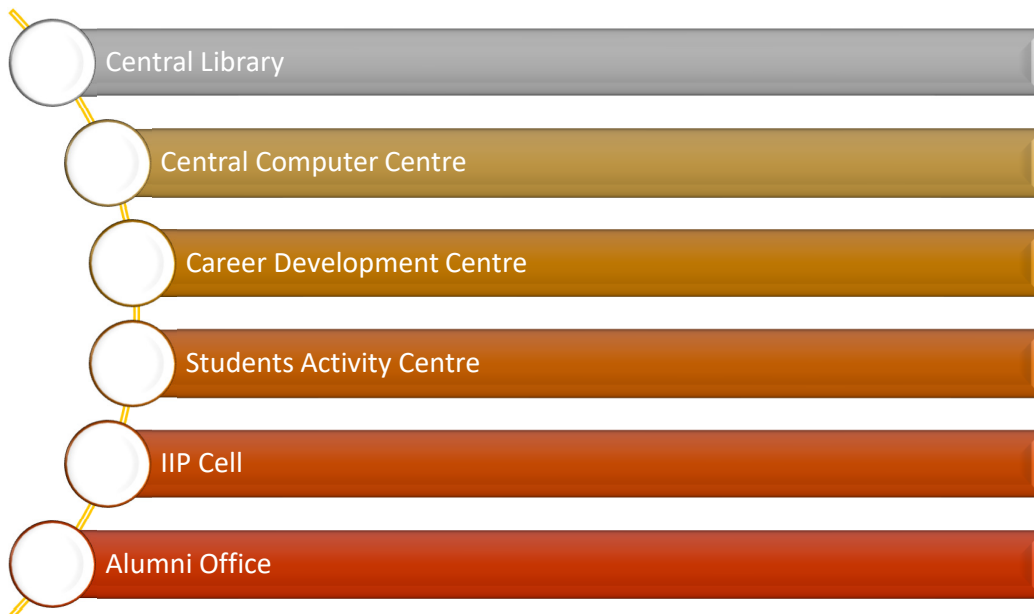 Central Library
Central Computer Centre
Career Development Centre
Students Activity Centre
IIP Cell
Alumni Office